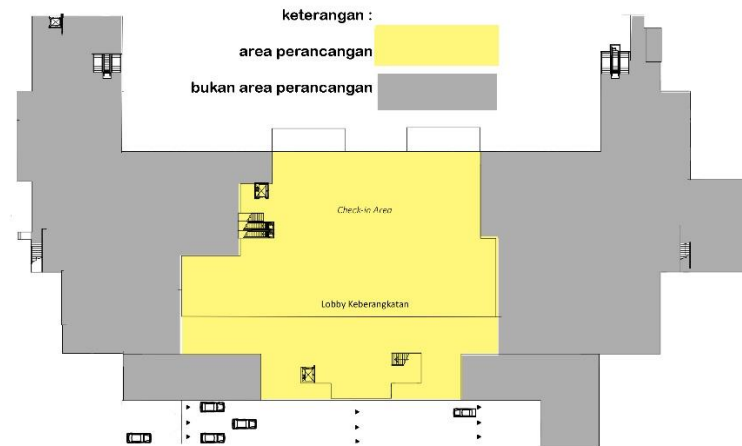 keterangan :
area perancangan
bukan area perancangan
Check-in Area
Lobby Keberangkatan